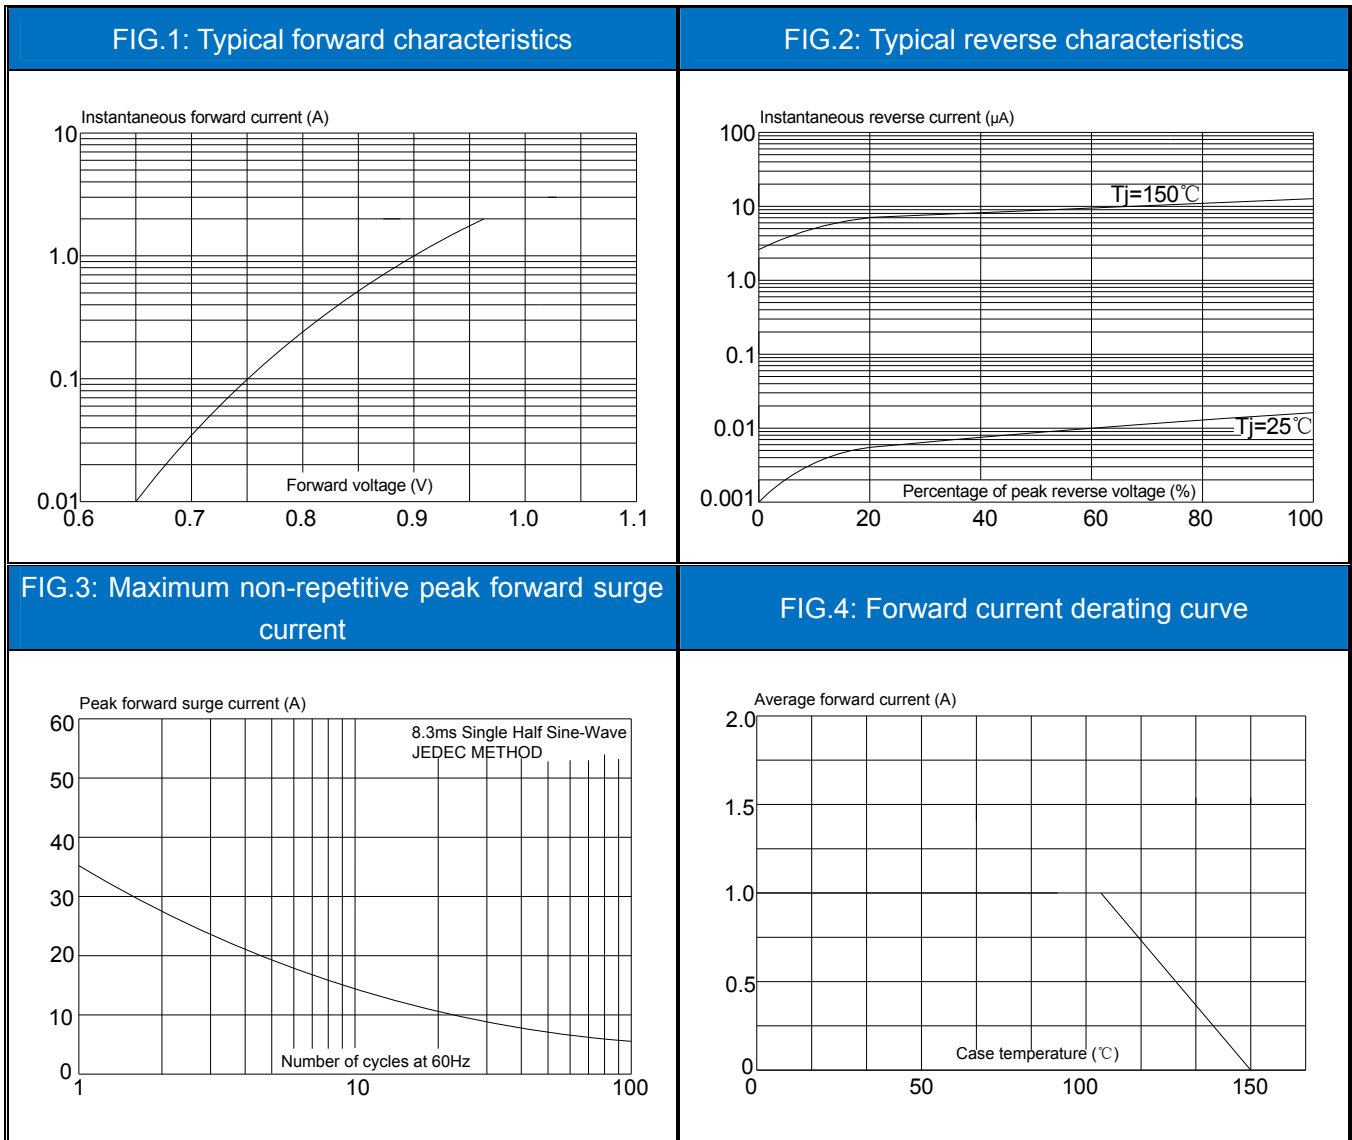 FIG.1: Typical forward characteristics
FIG.2: Typical reverse characteristics
Instantaneous forward current (A)
10
1.0
0.1
0.01
Forward voltage (V)
0.6 0.7 0.8 0.9 1.0 1.1
Instantaneous reverse current (μA)
100
10
1.0
0.1
0.01
0.001
Tj=150℃
Tj=25℃
Percentage of peak reverse voltage (%)
0 20 40 60 80 100
FIG.3: Maximum non-repetitive peak forward surge
current
FIG.4: Forward current derating curve
Peak forward surge current (A)
60
50
40
30
20
10
0
8.3ms Single Half Sine-Wave
JEDEC METHOD
Number of cycles at 60Hz
1 10 100
Average forward current (A)
2.0
1.5
1.0
0.5
0
Case temperature (℃)
0 50 100 150